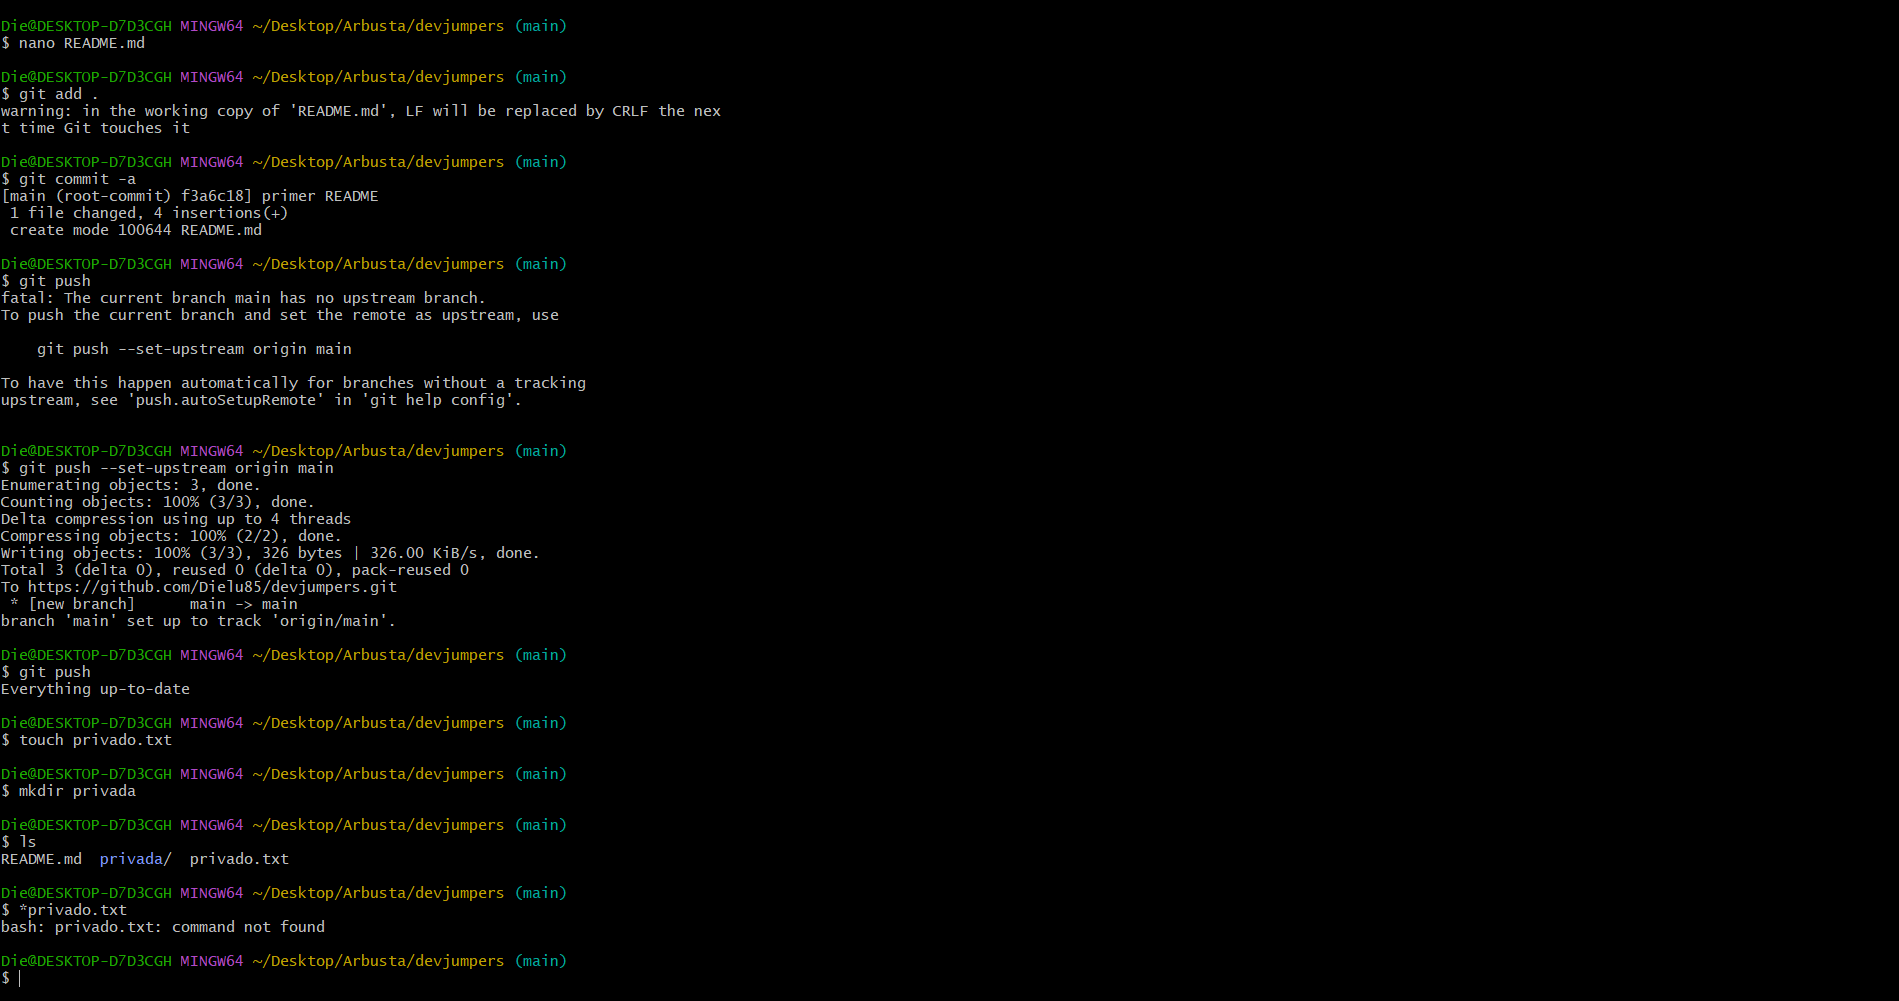 Die@DESKTOP-D7D3CGH MINGW64 ~/Desktop/Arbusta/devjumpers (main)
$ nano README.md
Die@DESKTOP-D7D3CGH MINGW64 ~/Desktop/Arbusta/devjumpers (main)
$ git add .
warning: in the working copy of 'README.md', LF will be replaced by CRLF the nex
t time Git touches it
Die@DESKTOP-D7D3CGH MINGW64 ~/Desktop/Arbusta/devjumpers (main)
$ git commit -a
[main (root-commit) f3a6c18] primer README
 1 file changed, 4 insertions(+)
 create mode 100644 README.md
Die@DESKTOP-D7D3CGH MINGW64 ~/Desktop/Arbusta/devjumpers (main)
$ git push
fatal: The current branch main has no upstream branch.
To push the current branch and set the remote as upstream, use
    git push --set-upstream origin main
To have this happen automatically for branches without a tracking
upstream, see 'push.autoSetupRemote' in 'git help config'.
Die@DESKTOP-D7D3CGH MINGW64 ~/Desktop/Arbusta/devjumpers (main)
$ git push --set-upstream origin main
Enumerating objects: 3, done.
Counting objects: 100% (3/3), done.
Delta compression using up to 4 threads
Compressing objects: 100% (2/2), done.
Writing objects: 100% (3/3), 326 bytes | 326.00 KiB/s, done.
Total 3 (delta 0), reused 0 (delta 0), pack-reused 0
To https://github.com/Dielu85/devjumpers.git
 * [new branch]      main -> main
branch 'main' set up to track 'origin/main'.
Die@DESKTOP-D7D3CGH MINGW64 ~/Desktop/Arbusta/devjumpers (main)
$ git push
Everything up-to-date
Die@DESKTOP-D7D3CGH MINGW64 ~/Desktop/Arbusta/devjumpers (main)
$ touch privado.txt
Die@DESKTOP-D7D3CGH MINGW64 ~/Desktop/Arbusta/devjumpers (main)
$ mkdir privada
Die@DESKTOP-D7D3CGH MINGW64 ~/Desktop/Arbusta/devjumpers (main)
$ ls
README.md  privada/  privado.txt
Die@DESKTOP-D7D3CGH MINGW64 ~/Desktop/Arbusta/devjumpers (main)
$ *privado.txt
bash: privado.txt: command not found
Die@DESKTOP-D7D3CGH MINGW64 ~/Desktop/Arbusta/devjumpers (main)
$